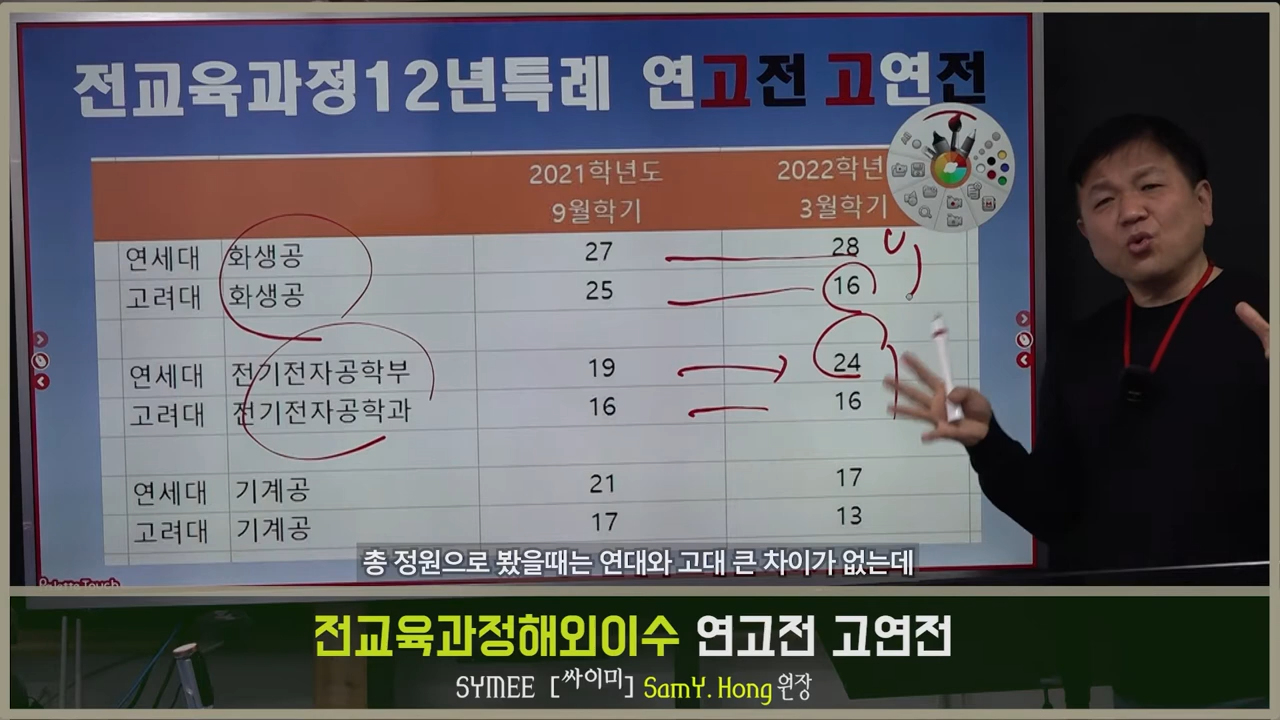 전교육과정12년특례 연고전 고연전
2021학년도 2022학년
9월학기 3월학기
연세대 화생공 27 28
고려대 화생공 25 16
연세대 전기전자공학부 19 24
고려대 전기전자공학과 16 16
연세대 기계공 21 17
고려대 기계공 17 13
총 정원으로 봤을때는 연대와 고대 큰 차이가 없는데
Palette Touch
전교육과정해외이수 연고전 고연전
SYMEE [싸이미] SamY. Hong 원장